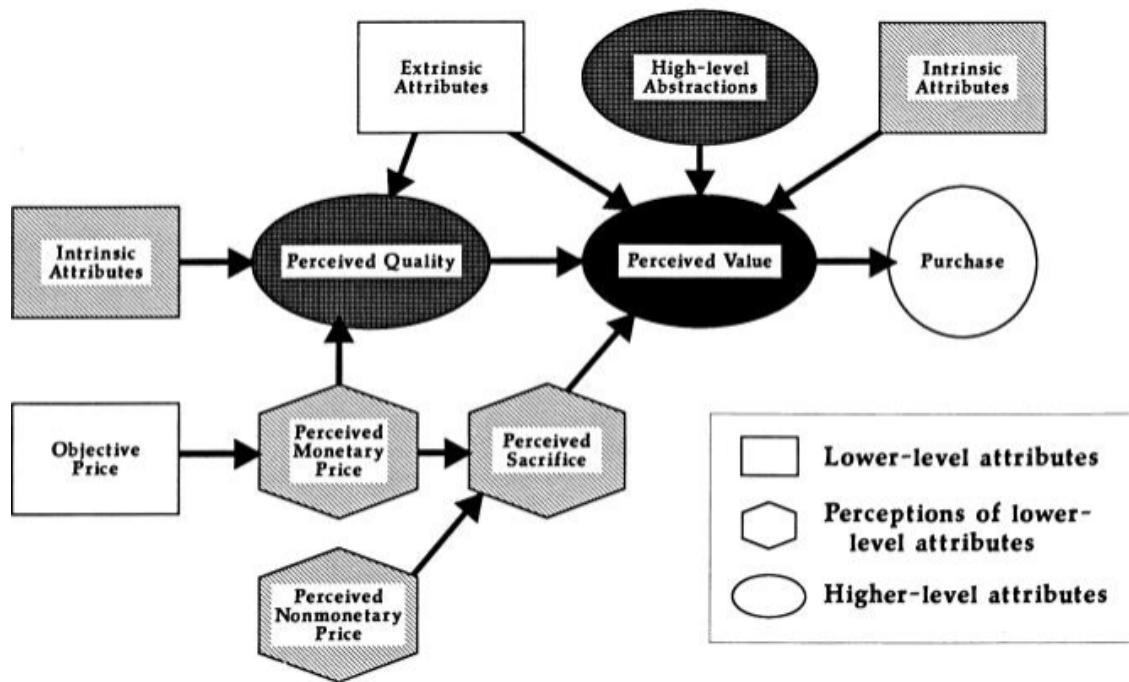 Extrinsic
Attributes
High-level
Abstractions
Intrinsic
Attributes
Intrinsic
Attributes
Perceived Quality
Perceived Value
Purchase
Objective
Price
Perceived
Monetary
Price
Perceived
Sacrifice
Perceived
Nonmonetary
Price
Lower-level attributes
Perceptions of lower-
level attributes
Higher-level attributes